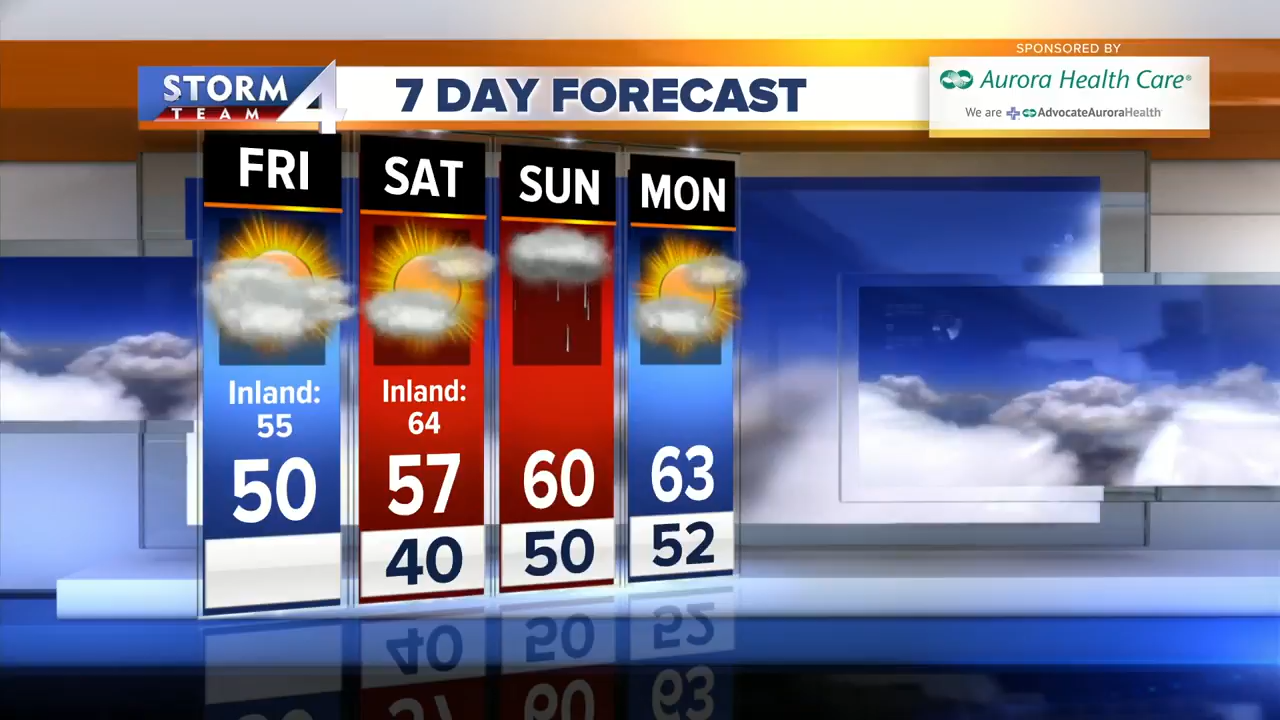 SPONSORED BY
STORM
TEAM
4
7 DAY FORECAST
Aurora Health Care®
We are AdvocateAuroraHealth
FRI
SAT
SUN
MON
Inland:
55
Inland:
64
50
57
60
63
40
50
52